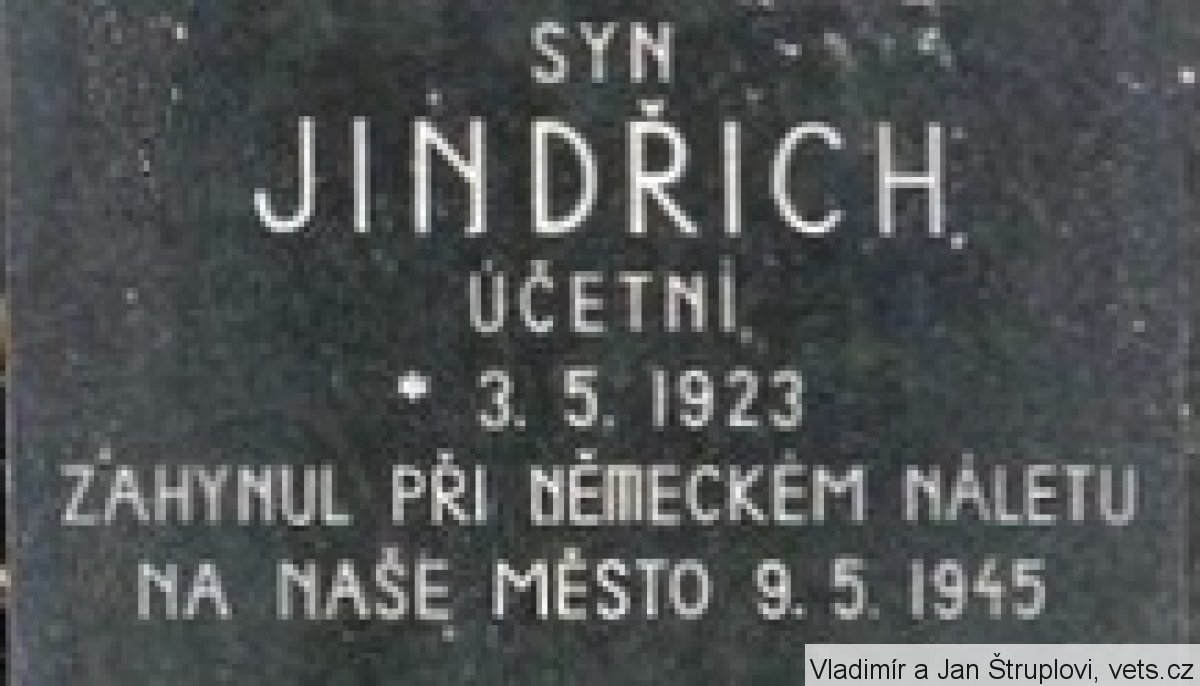 SYN
JINDŘICH.
ÚČETNÍ,
* 3. 5. 1923
ZAHYNUL PŘI NĚMECKÉM NÁLETU
NA NAŠE MĚSTO 9. 5. 1945
Vladimír a Jan Štruplovi, vets.cz